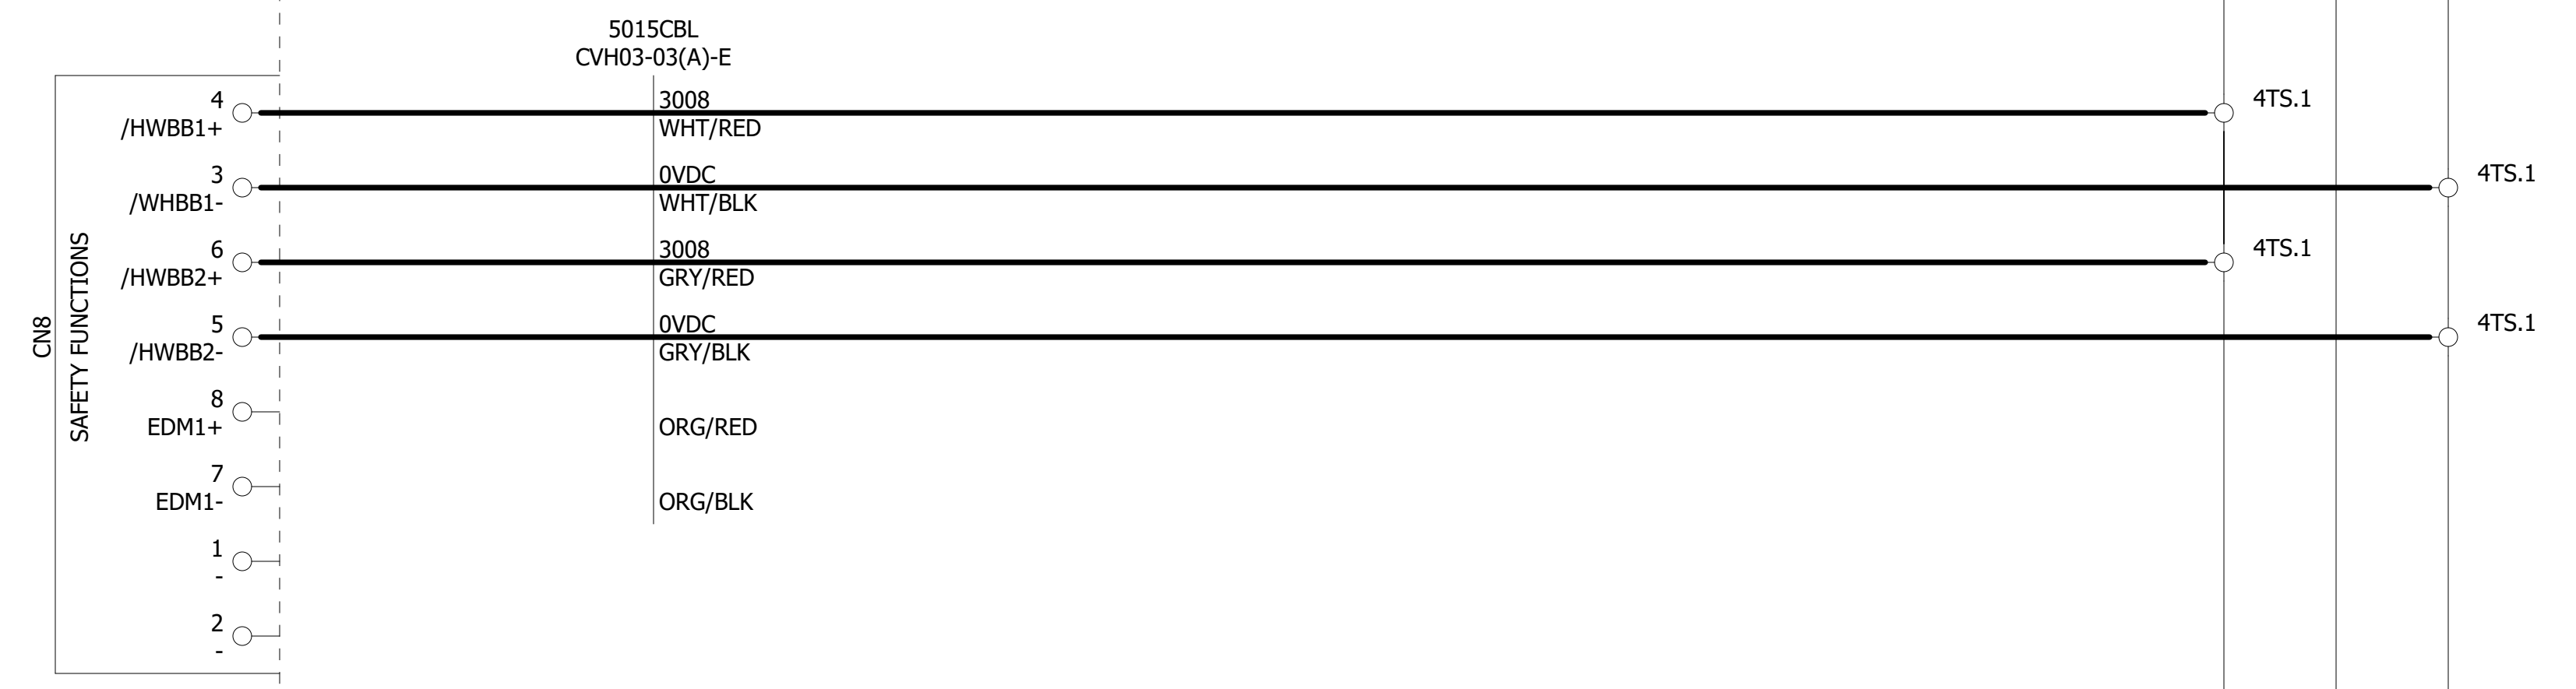 5015CBL
CVH03-03(A)-E
CN8
SAFETY FUNCTIONS
4
/HWBB1+
3008
WHT/RED
4TS.1
3
/WHBB1-
0VDC
WHT/BLK
4TS.1
6
/HWBB2+
3008
GRY/RED
4TS.1
5
/HWBB2-
0VDC
GRY/BLK
4TS.1
8
EDM1+
ORG/RED
7
EDM1-
ORG/BLK
1
-
2
-